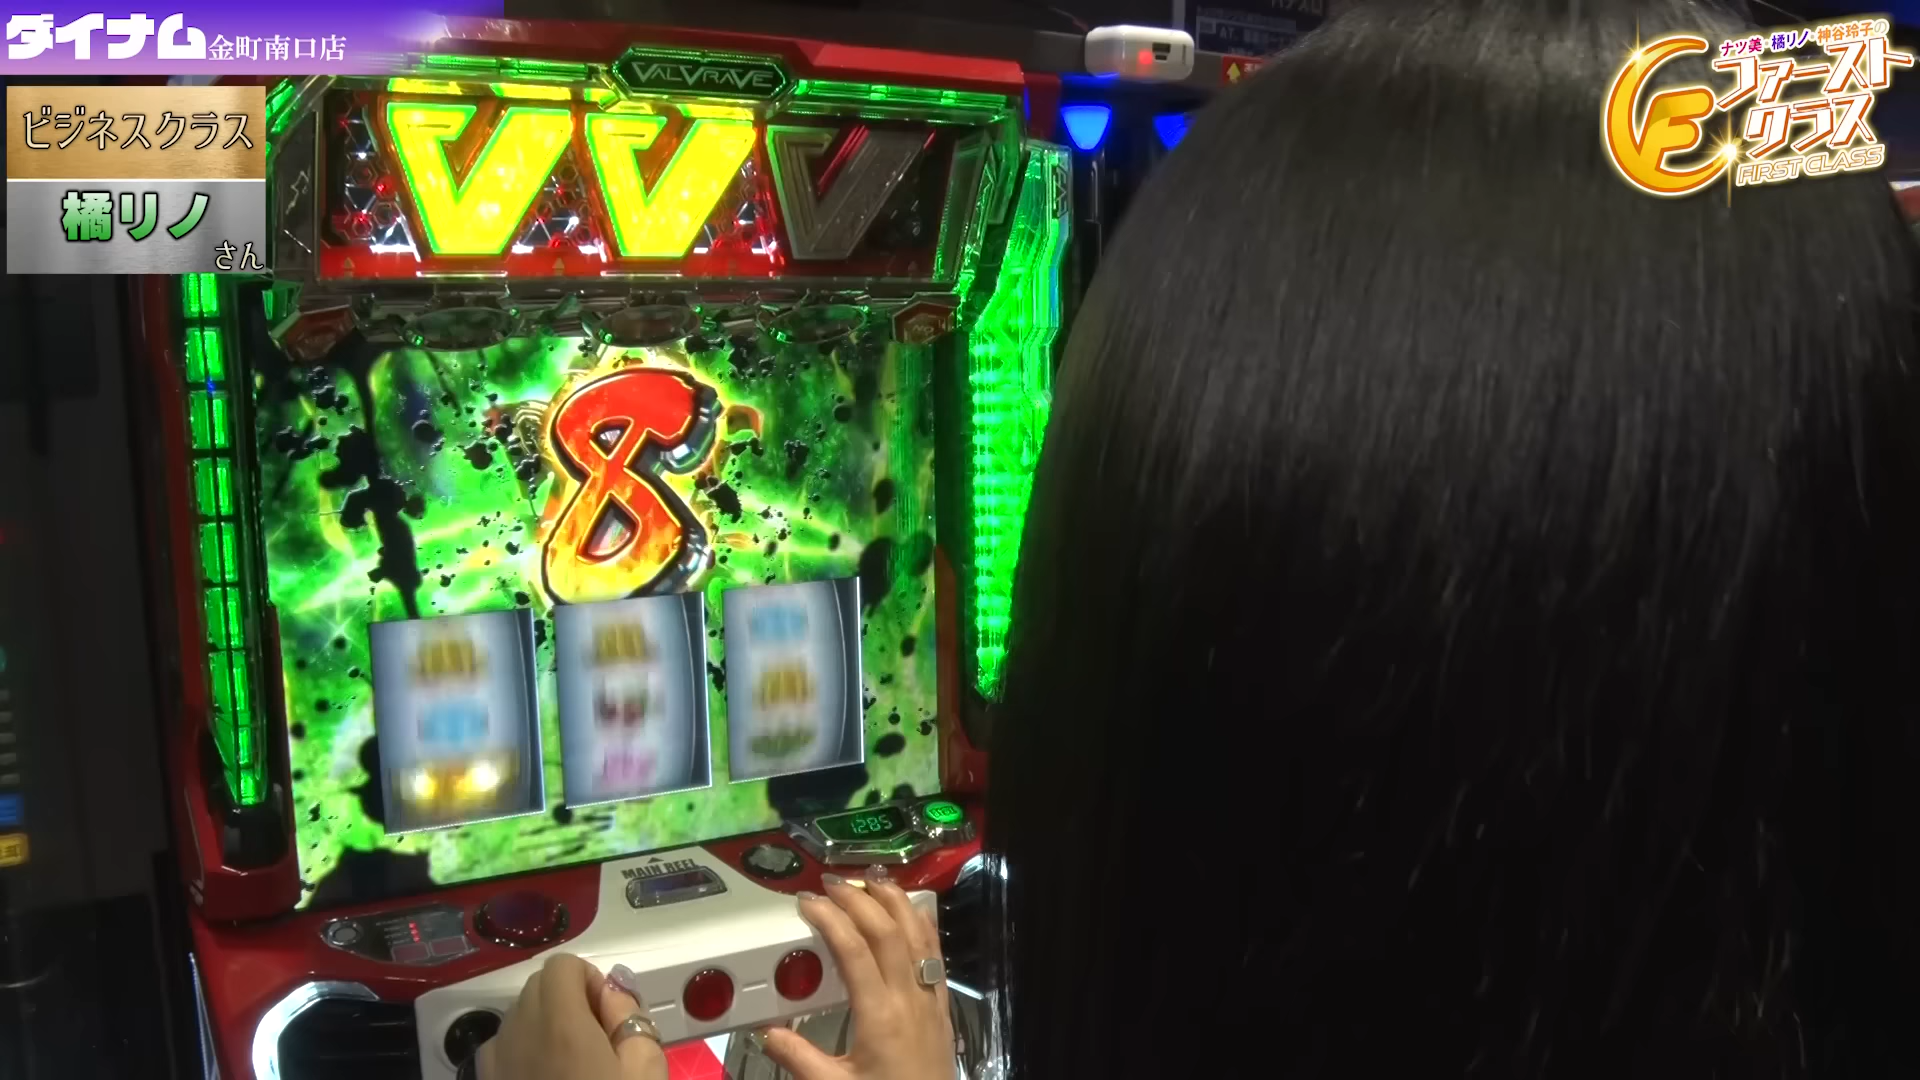 ダイナム金町南口店
ビジネスクラス
橘リノ
さん
ナツ美・橘リノ・神谷玲子の
ファースト
クラス
FIRST CLASS
VALVRAVE
8
1285
MAIN REEL